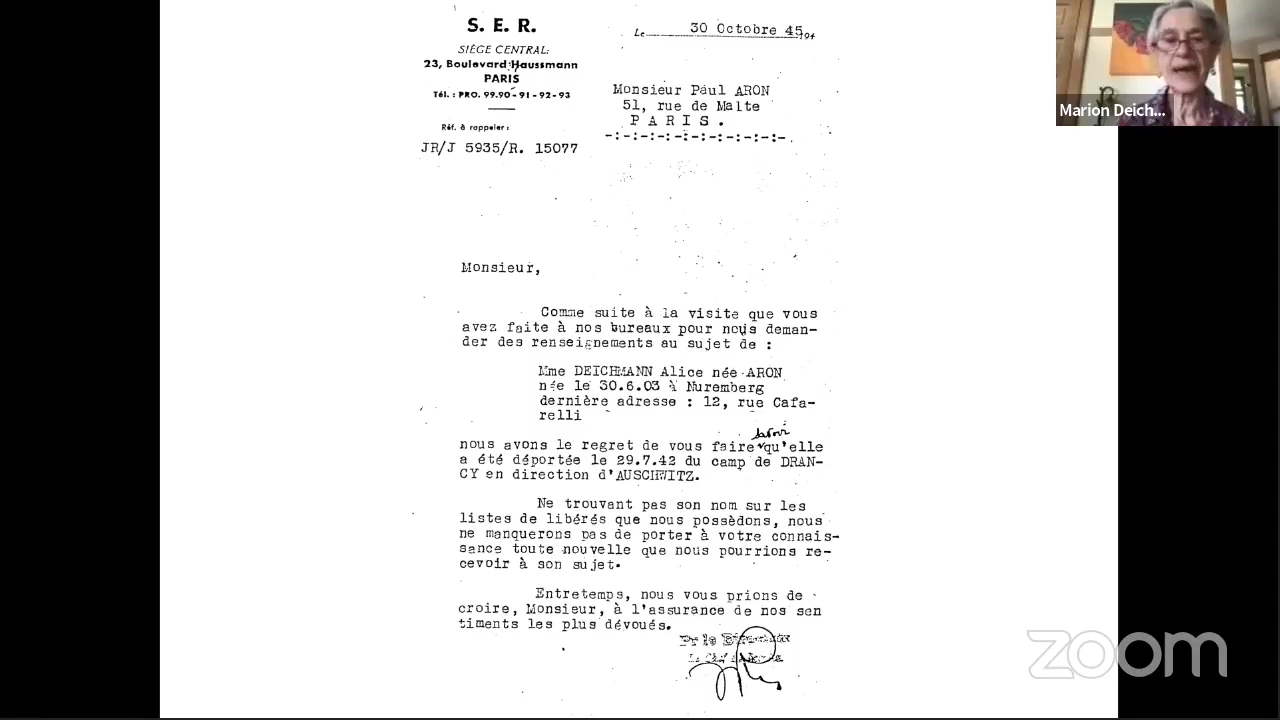 S. E. R.
SIÈGE CENTRAL:
23, Boulevard Haussmann
PARIS
Tél. : PRO. 99.90 - 91 - 92 - 93
Réf. à rappeler :
JR/J 5935/R. 15077
Le 30 Octobre 45 194
Monsieur Paul ARON
51, rue de Malte
P A R I S .
-:-:-:-:-:-:-:-:-:-:-.
Monsieur,
Comme suite à la visite que vous
avez faite à nos bureaux pour nous deman-
der des renseignements au sujet de :
Mme DEICHMANN Alice née ARON
née le 30.6.03 à Nuremberg
dernière adresse : 12, rue Cafa-
relli
savoir
nous avons le regret de vous faire qu'elle
a été déportée le 29.7.42 du camp de DRAN-
CY en direction d'AUSCHWITZ.
Ne trouvant pas son nom sur les
listes de libérés que nous possèdons, nous
ne manquerons pas de porter à votre connais-
sance toute nouvelle que nous pourrions re-
cevoir à son sujet.
Entretemps, nous vous prions de
croire, Monsieur, à l'assurance de nos sen
timents les plus dévoués.
Pr le Directeur
Marion Deich...
zoom